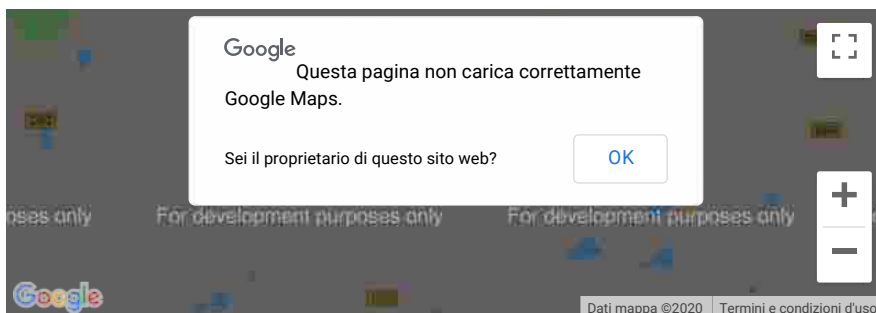 Google
Questa pagina non carica correttamente
Google Maps.
Sei il proprietario di questo sito web?
OK
oses only
For development purposes only
For development purposes only
Google
Dati mappa ©2020
Termini e condizioni d'uso